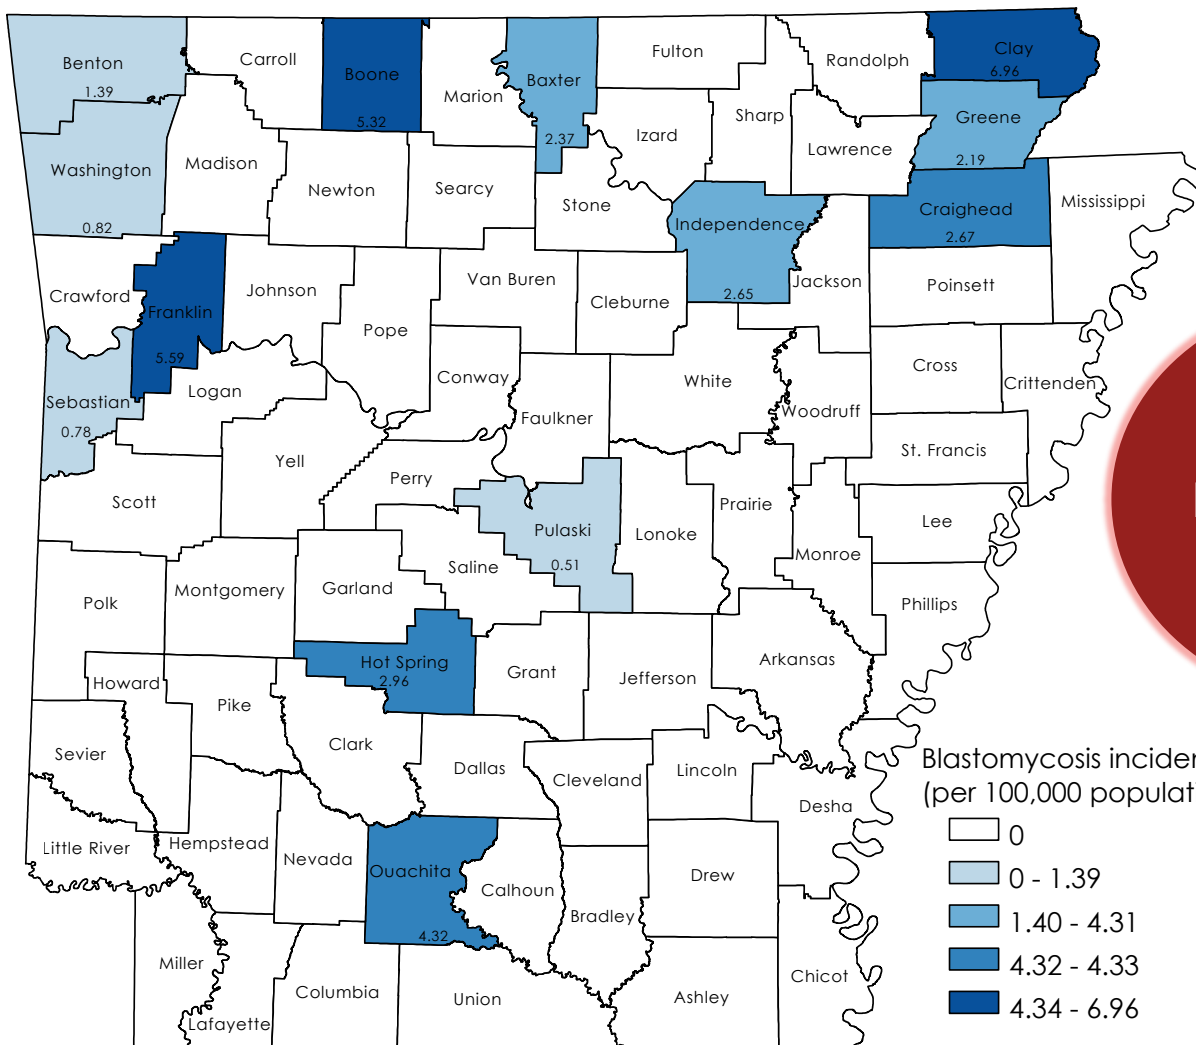 Benton
1.39
Carroll
Boone
5.32
Marion
Baxter
2.37
Fulton
Randolph
Clay
6.96
Washington
0.82
Madison
Newton
Searcy
Stone
Izard
Sharp
Lawrence
Greene
2.19
Independence
2.65
Craighead
2.67
Mississippi
Crawford
Franklin
5.59
Johnson
Pope
Van Buren
Cleburne
Jackson
Poinsett
Sebastian
0.78
Logan
Conway
Faulkner
White
Woodruff
Cross
Crittenden
St. Francis
Scott
Yell
Perry
Pulaski
0.51
Lonoke
Prairie
Monroe
Lee
Phillips
Polk
Montgomery
Garland
Saline
Hot Spring
2.96
Grant
Jefferson
Arkansas
Howard
Pike
Clark
Sevier
Dallas
Cleveland
Lincoln
Desha
Little River
Hempstead
Nevada
Ouachita
4.32
Calhoun
Bradley
Drew
Miller
Lafayette
Columbia
Union
Ashley
Chicot
Blastomycosis inciden
(per 100,000 populati
0
0 - 1.39
1.40 - 4.31
4.32 - 4.33
4.34 - 6.96